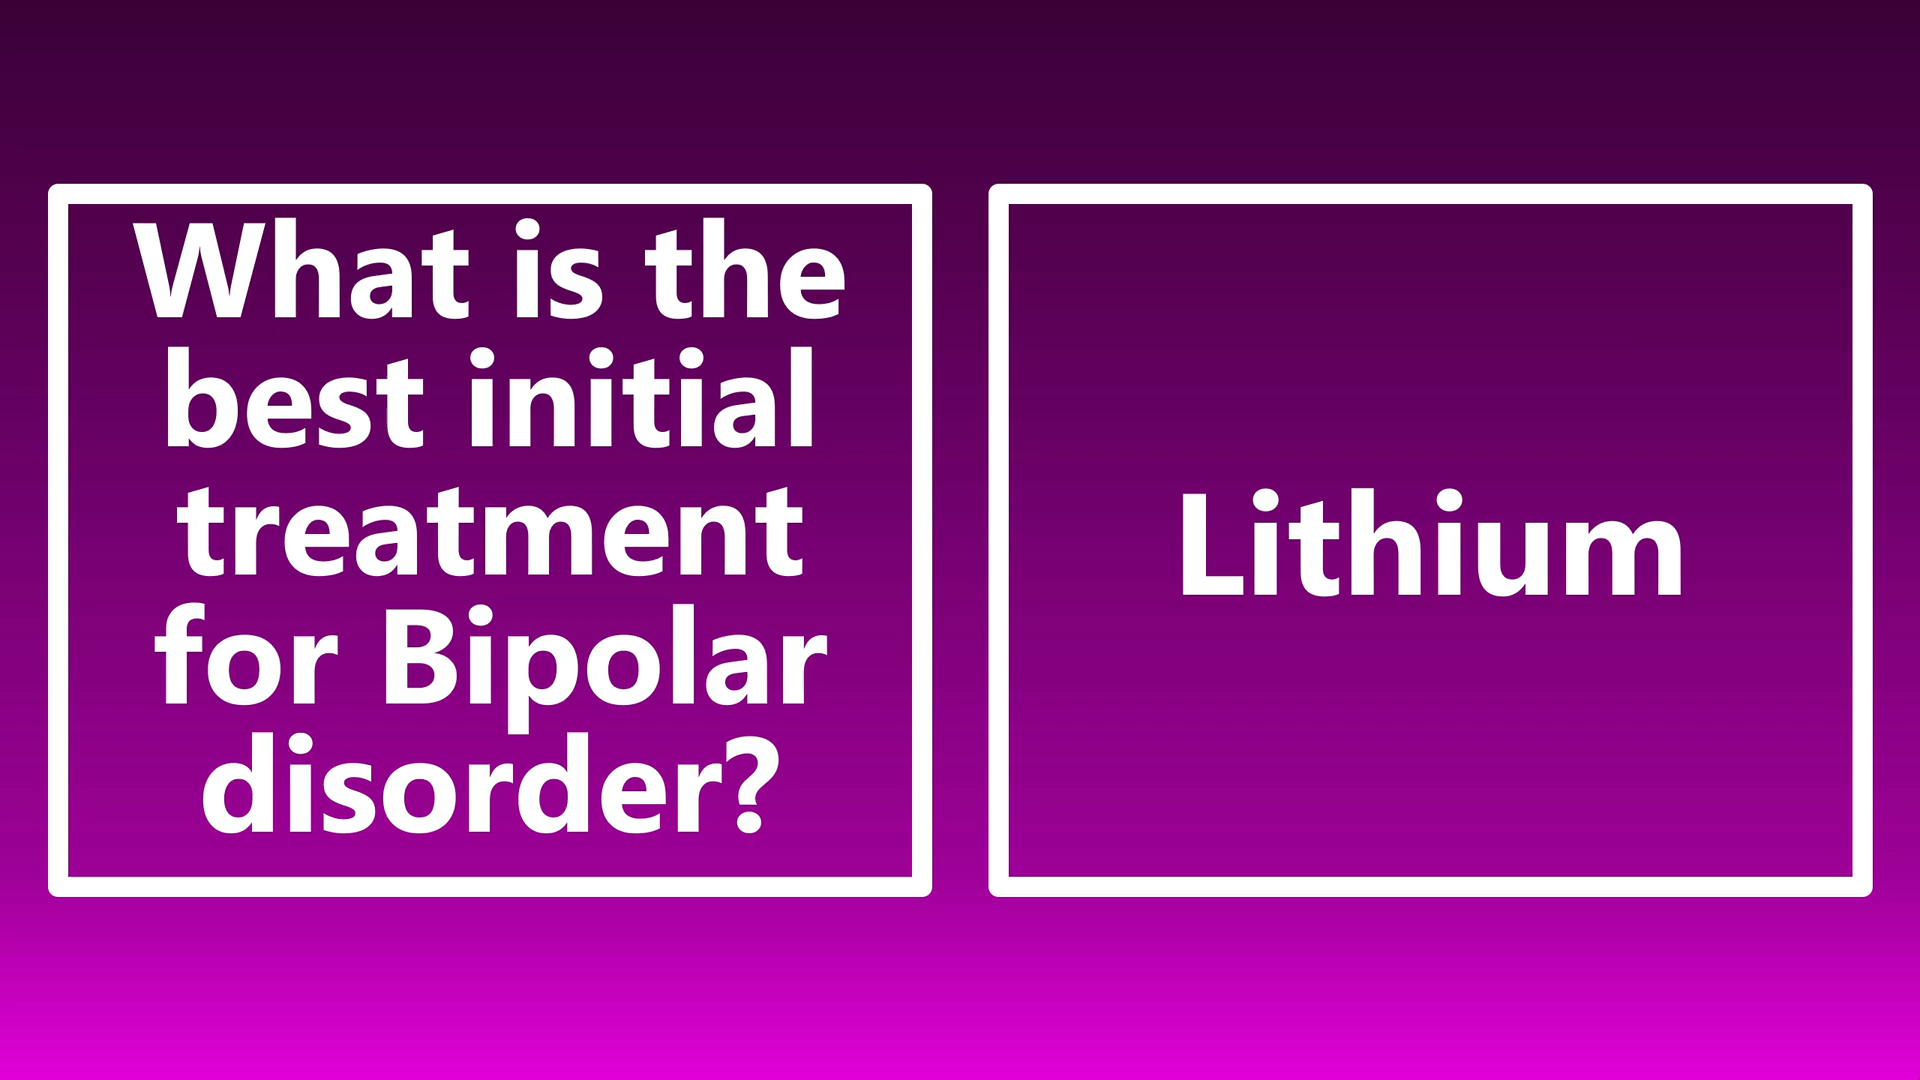 What is the
best initial
treatment
for Bipolar
disorder?
Lithium